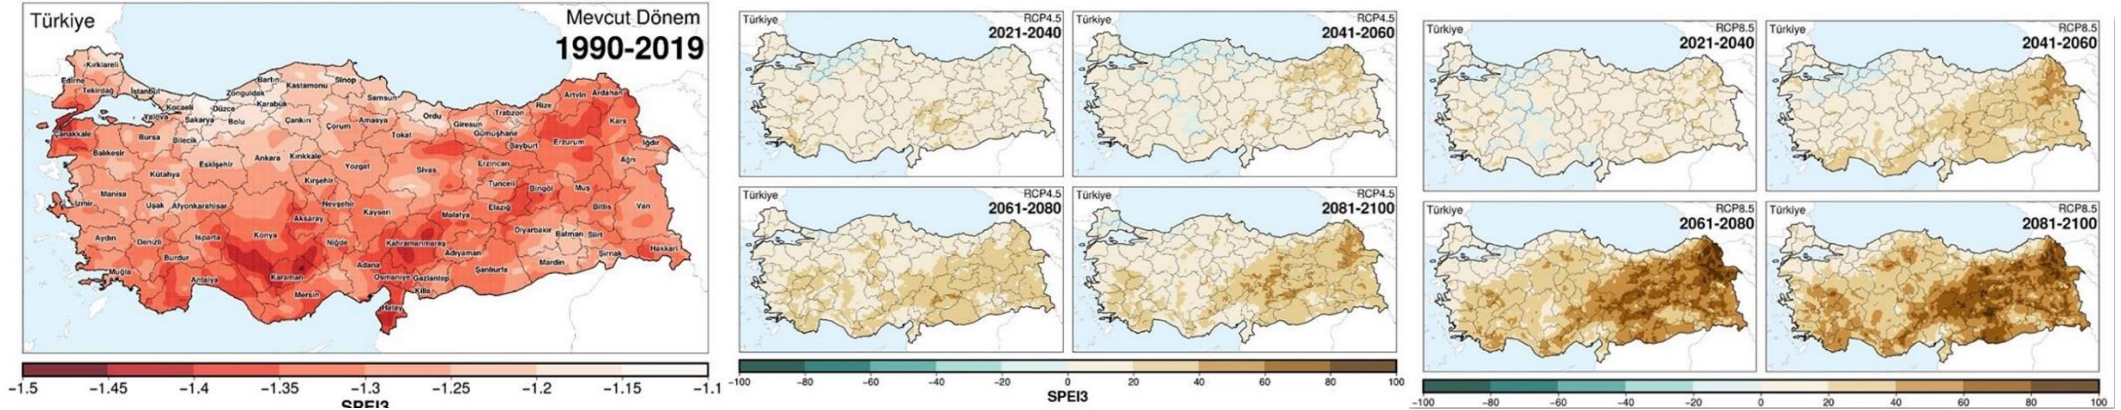 Türkiye
Mevcut Dönem
1990-2019
Kırklareli
Edirne
Tekirdağ
İstanbul
Kocaeli
Yalova
Sakarya
Düzce
Zonguldak
Bartın
Karabük
Bolu
Kastamonu
Sinop
Samsun
Çankırı
Çorum
Amasya
Tokat
Ordu
Giresun
Gümüşhane
Trabzon
Rize
Artvin
Ardahan
Kars
Bayburt
Erzurum
Iğdır
Ağrı
Çanakkale
Balıkesir
Bursa
Bilecik
Eskişehir
Ankara
Kırıkkale
Yozgat
Sivas
Erzincan
Tunceli
Bingöl
Muş
Kütahya
Kırşehir
Manisa
Uşak
Afyonkarahisar
Aksaray
Nevşehir
Kayseri
Malatya
Elazığ
Bitlis
Van
İzmir
Aydın
Denizli
Isparta
Konya
Niğde
Kahramanmaraş
Adıyaman
Diyarbakır
Batman
Siirt
Hakkari
Şırnak
Mardin
Burdur
Muğla
Antalya
Karaman
Mersin
Adana
Osmaniye
Gaziantep
Şanlıurfa
Kilis
Hatay
−1.5 −1.45 −1.4 −1.35 −1.3 −1.25 −1.2 −1.15 −1.1
SPEI3
Türkiye
RCP4.5
2021-2040
Türkiye
RCP4.5
2041-2060
Türkiye
RCP4.5
2061-2080
Türkiye
RCP4.5
2081-2100
−100 −80 −60 −40 −20 0 20 40 60 80 100
SPEI3
Türkiye
RCP8.5
2021-2040
Türkiye
RCP8.5
2041-2060
Türkiye
RCP8.5
2061-2080
Türkiye
RCP8.5
2081-2100
−100 −80 −60 −40 −20 0 20 40 60 80 100